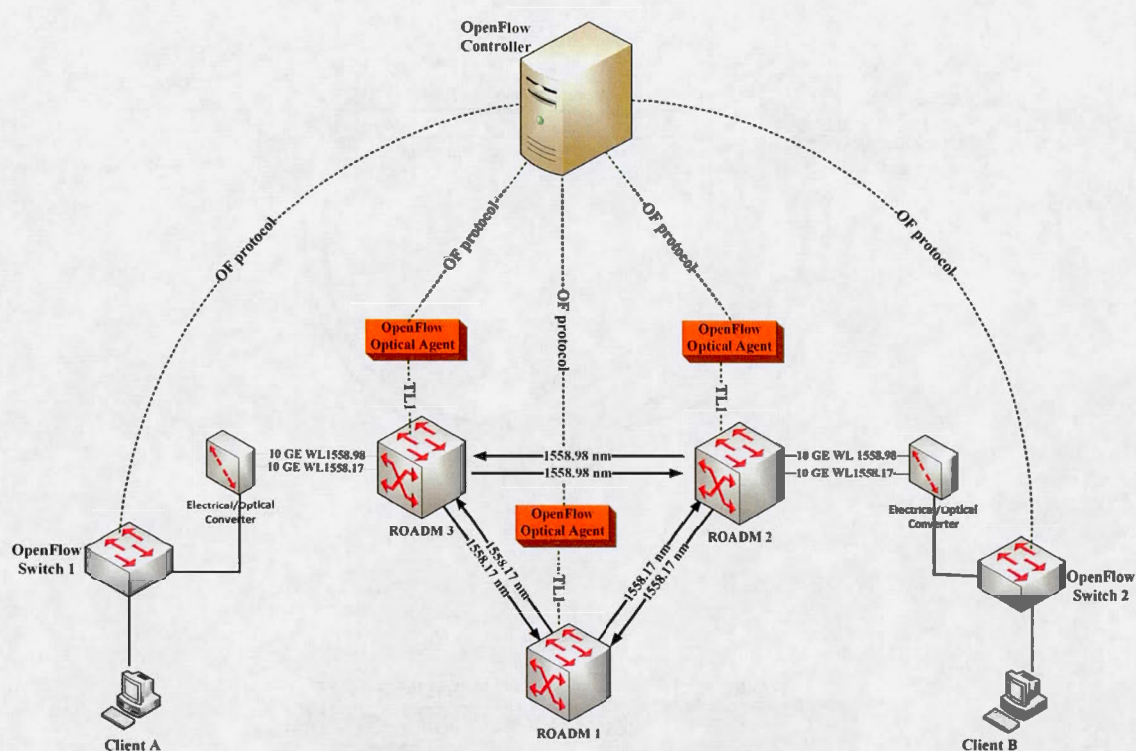 OpenFlow
Controller
OF protocol
OF protocol
OF protocol
OF protocol
OF protocol
OpenFlow
Optical Agent
OpenFlow
Optical Agent
TL1
TL1
10 GE WL1558.98
10 GE WL1558.17
1558.98 nm
1558.98 nm
10 GE WL 1558.98
10 GE WL1558.17
Electrical/Optical
Converter
Electrical/Optical
Converter
ROADM 3
OpenFlow
Optical Agent
ROADM 2
OpenFlow
Switch 1
1558.17 nm
1558.17 nm
TL1
1558.17 nm
1558.17 nm
OpenFlow
Switch 2
ROADM 1
Client A
Client B